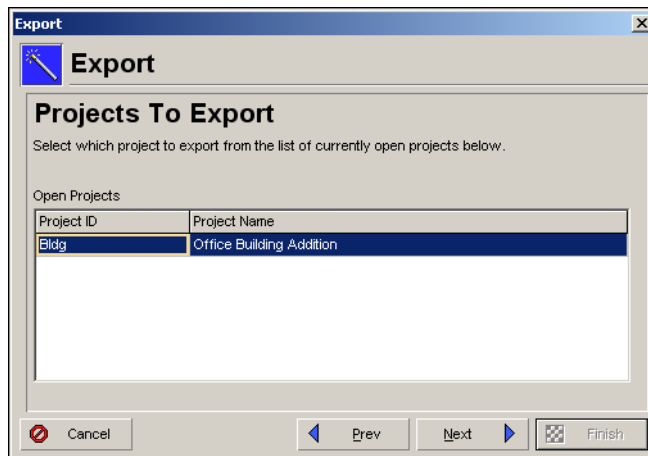 Export
Export
Projects To Export
Select which project to export from the list of currently open projects below.
Open Projects
Project ID Project Name
Bldg Office Building Addition
Cancel Prev Next Finish